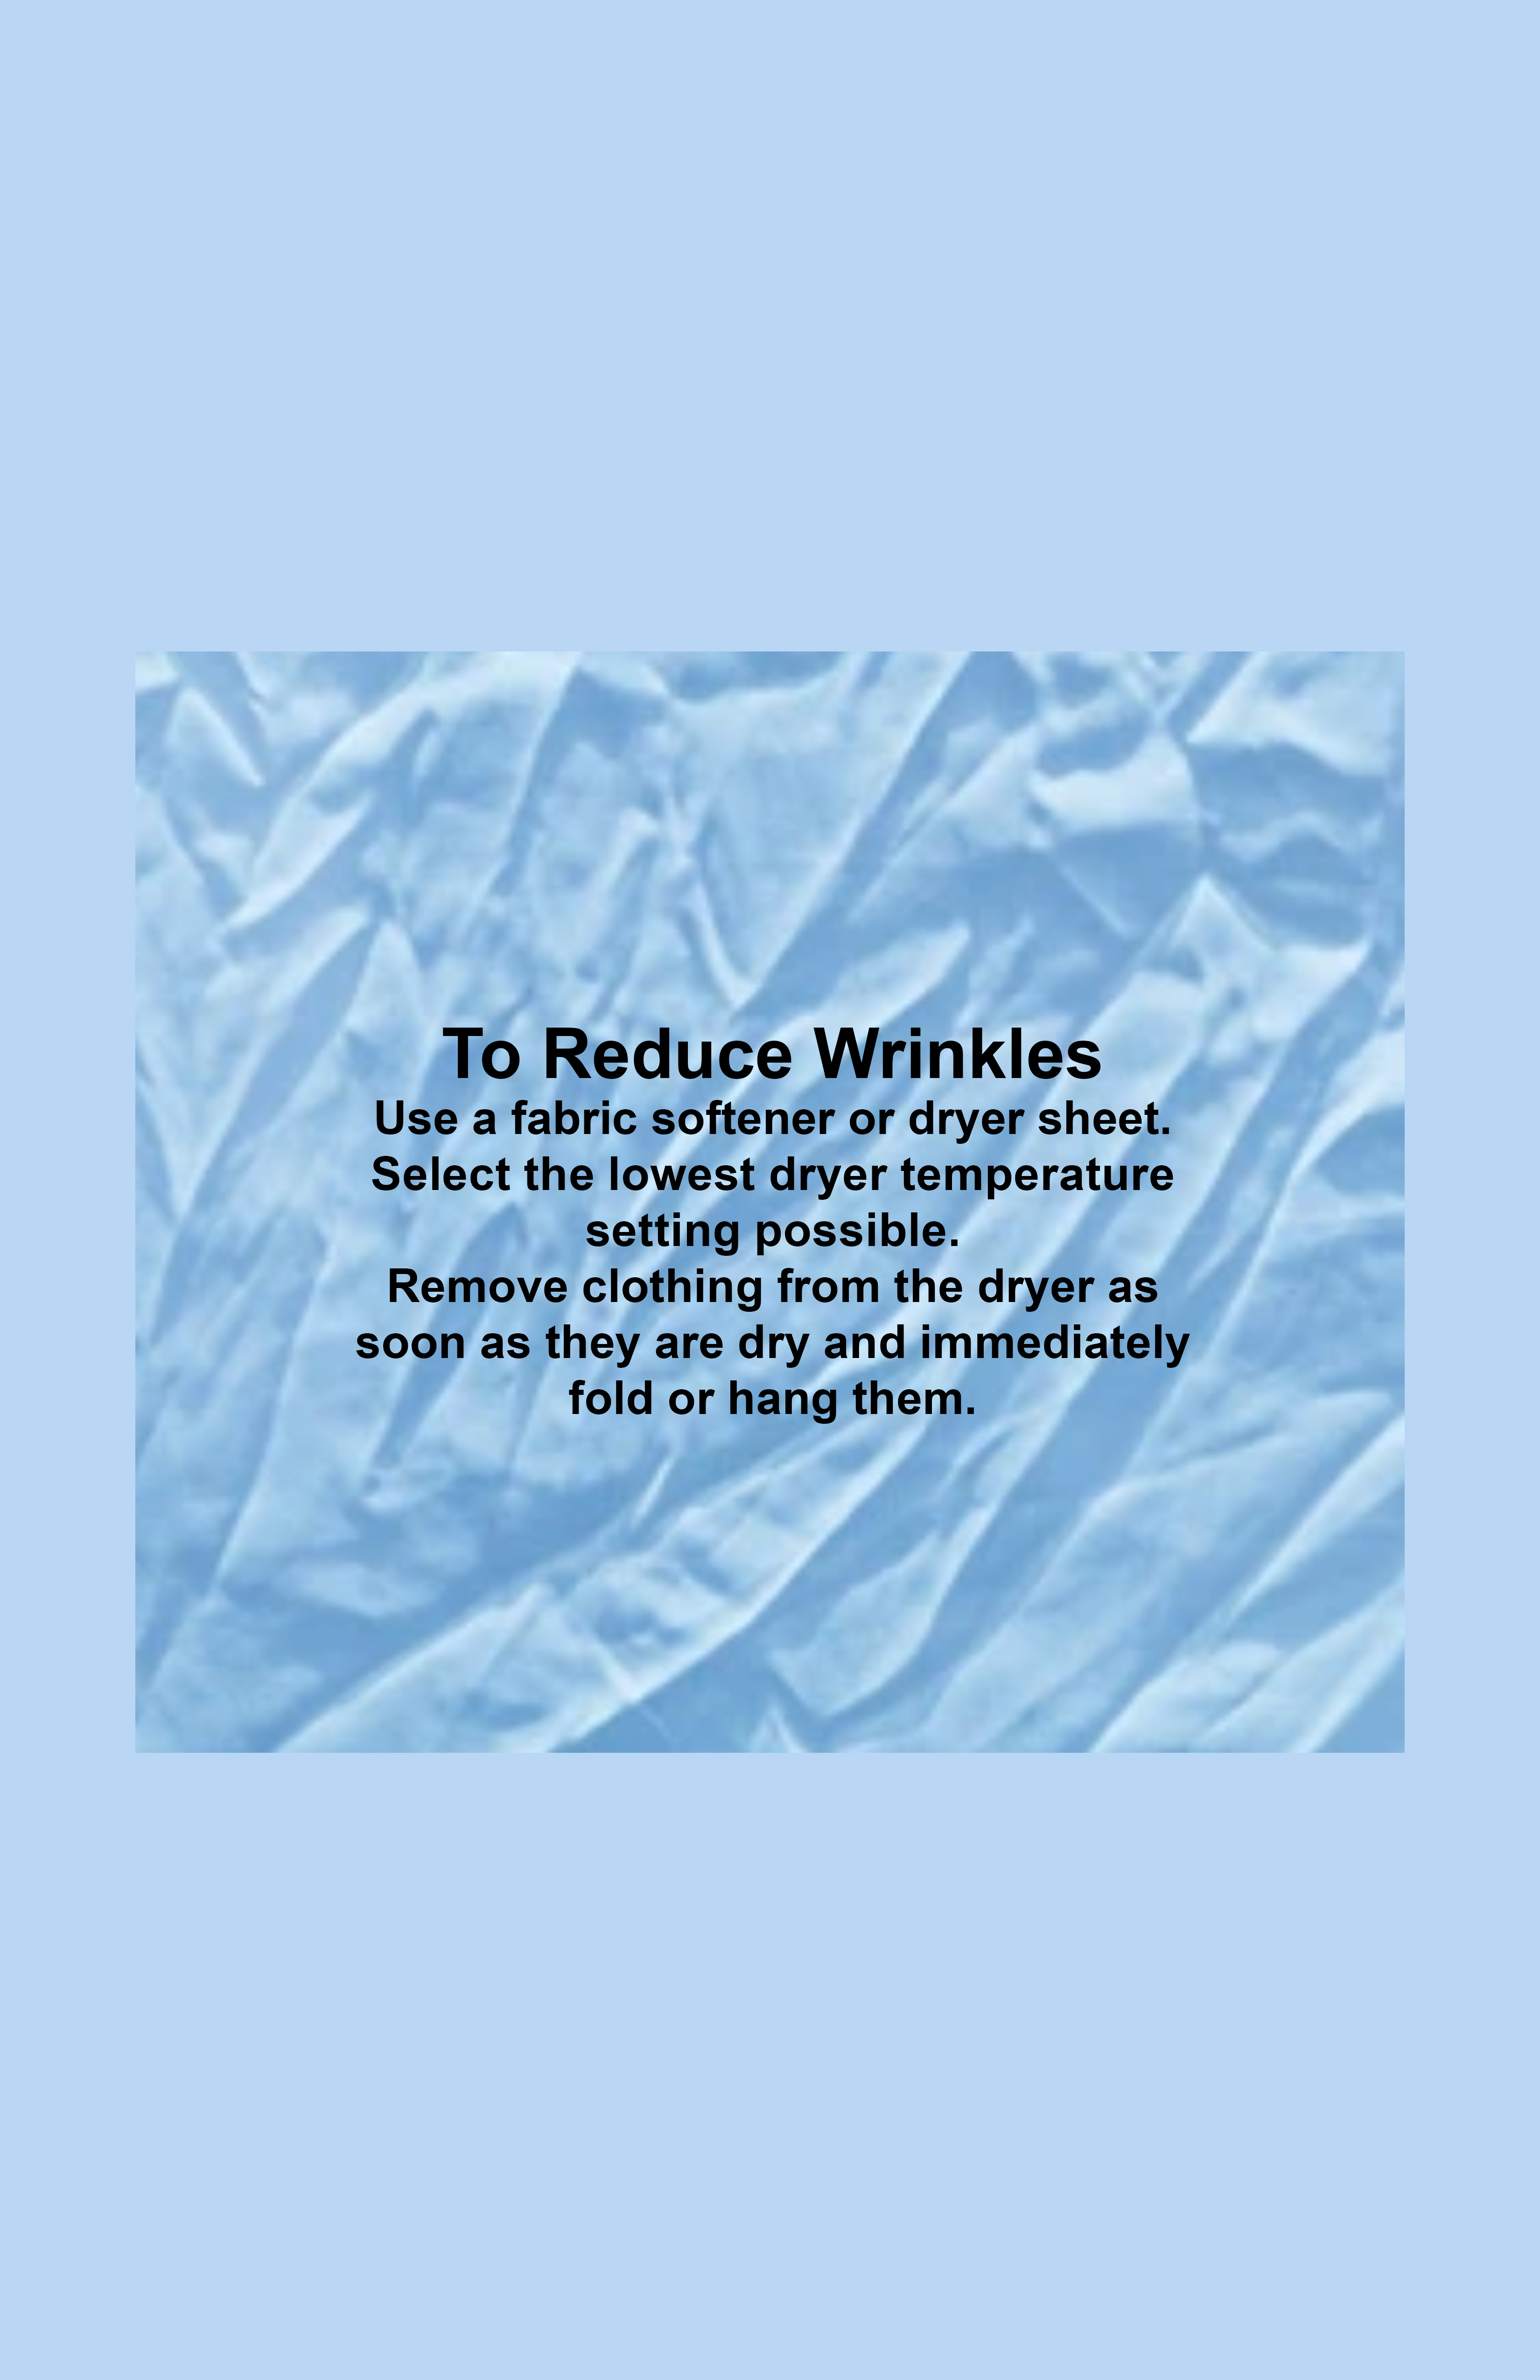 To Reduce Wrinkles
Use a fabric softener or dryer sheet.
Select the lowest dryer temperature
setting possible.
Remove clothing from the dryer as
soon as they are dry and immediately
fold or hang them.